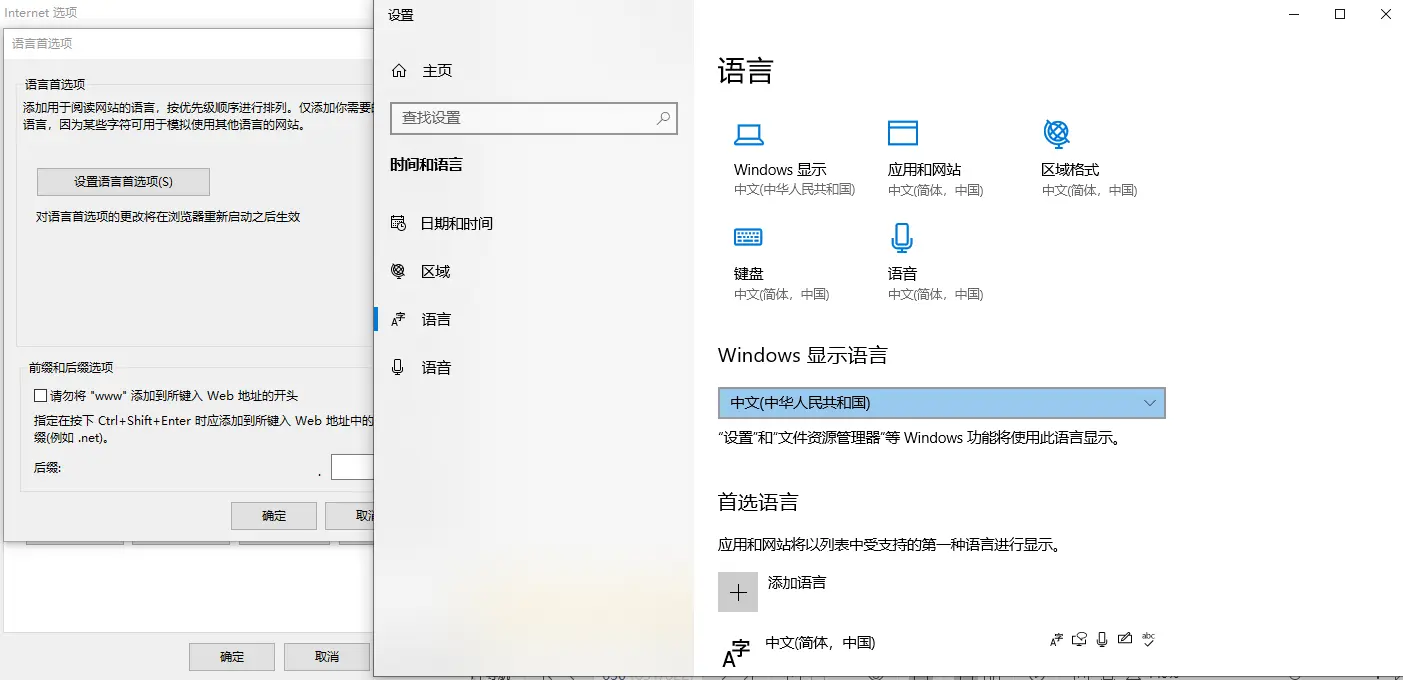 Internet 选项
语言首选项
语言首选项
添加用于阅读网站的语言，按优先级顺序进行排列。仅添加你需要
语言，因为某些字符可用于模拟使用其他语言的网站。
设置语言首选项(S)
对语言首选项的更改将在浏览器重新启动之后生效
前缀和后缀选项
请勿将 "www" 添加到所键入 Web 地址的开头
指定在按下 Ctrl+Shift+Enter 时应添加到所键入 Web 地址中的
缀(例如 .net)。
后缀:
.
确定
取消
确定
取消
设置
主页
查找设置
时间和语言
日期和时间
区域
语言
语音
语言
Windows 显示
中文(中华人民共和国)
应用和网站
中文(简体，中国)
区域格式
中文(简体，中国)
键盘
中文(简体，中国)
语音
中文(简体，中国)
Windows 显示语言
中文(中华人民共和国)
“设置”和“文件资源管理器”等 Windows 功能将使用此语言显示。
首选语言
应用和网站将以列表中受支持的第一种语言进行显示。
添加语言
中文(简体，中国)